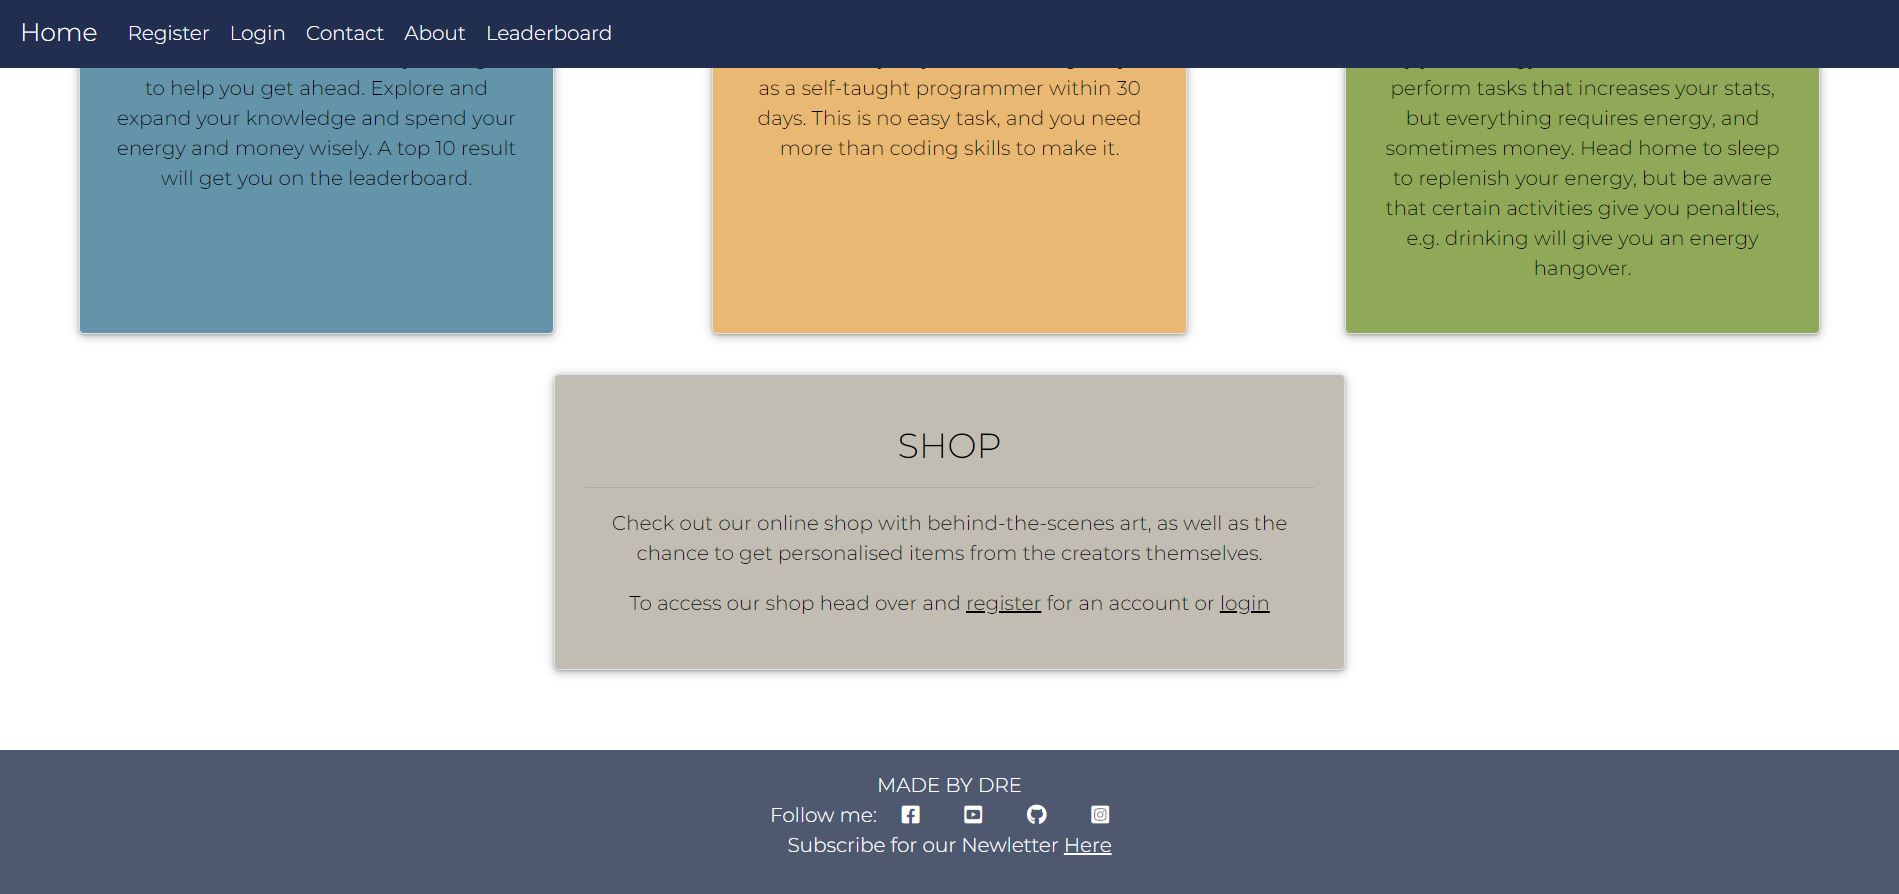 Home Register Login Contact About Leaderboard
to help you get ahead. Explore and
expand your knowledge and spend your
energy and money wisely. A top 10 result
will get you on the leaderboard.
as a self-taught programmer within 30
days. This is no easy task, and you need
more than coding skills to make it.
perform tasks that increases your stats,
but everything requires energy, and
sometimes money. Head home to sleep
to replenish your energy, but be aware
that certain activities give you penalties,
e.g. drinking will give you an energy
hangover.
SHOP
Check out our online shop with behind-the-scenes art, as well as the
chance to get personalised items from the creators themselves.
To access our shop head over and register for an account or login
MADE BY DRE
Follow me:
Subscribe for our Newletter Here